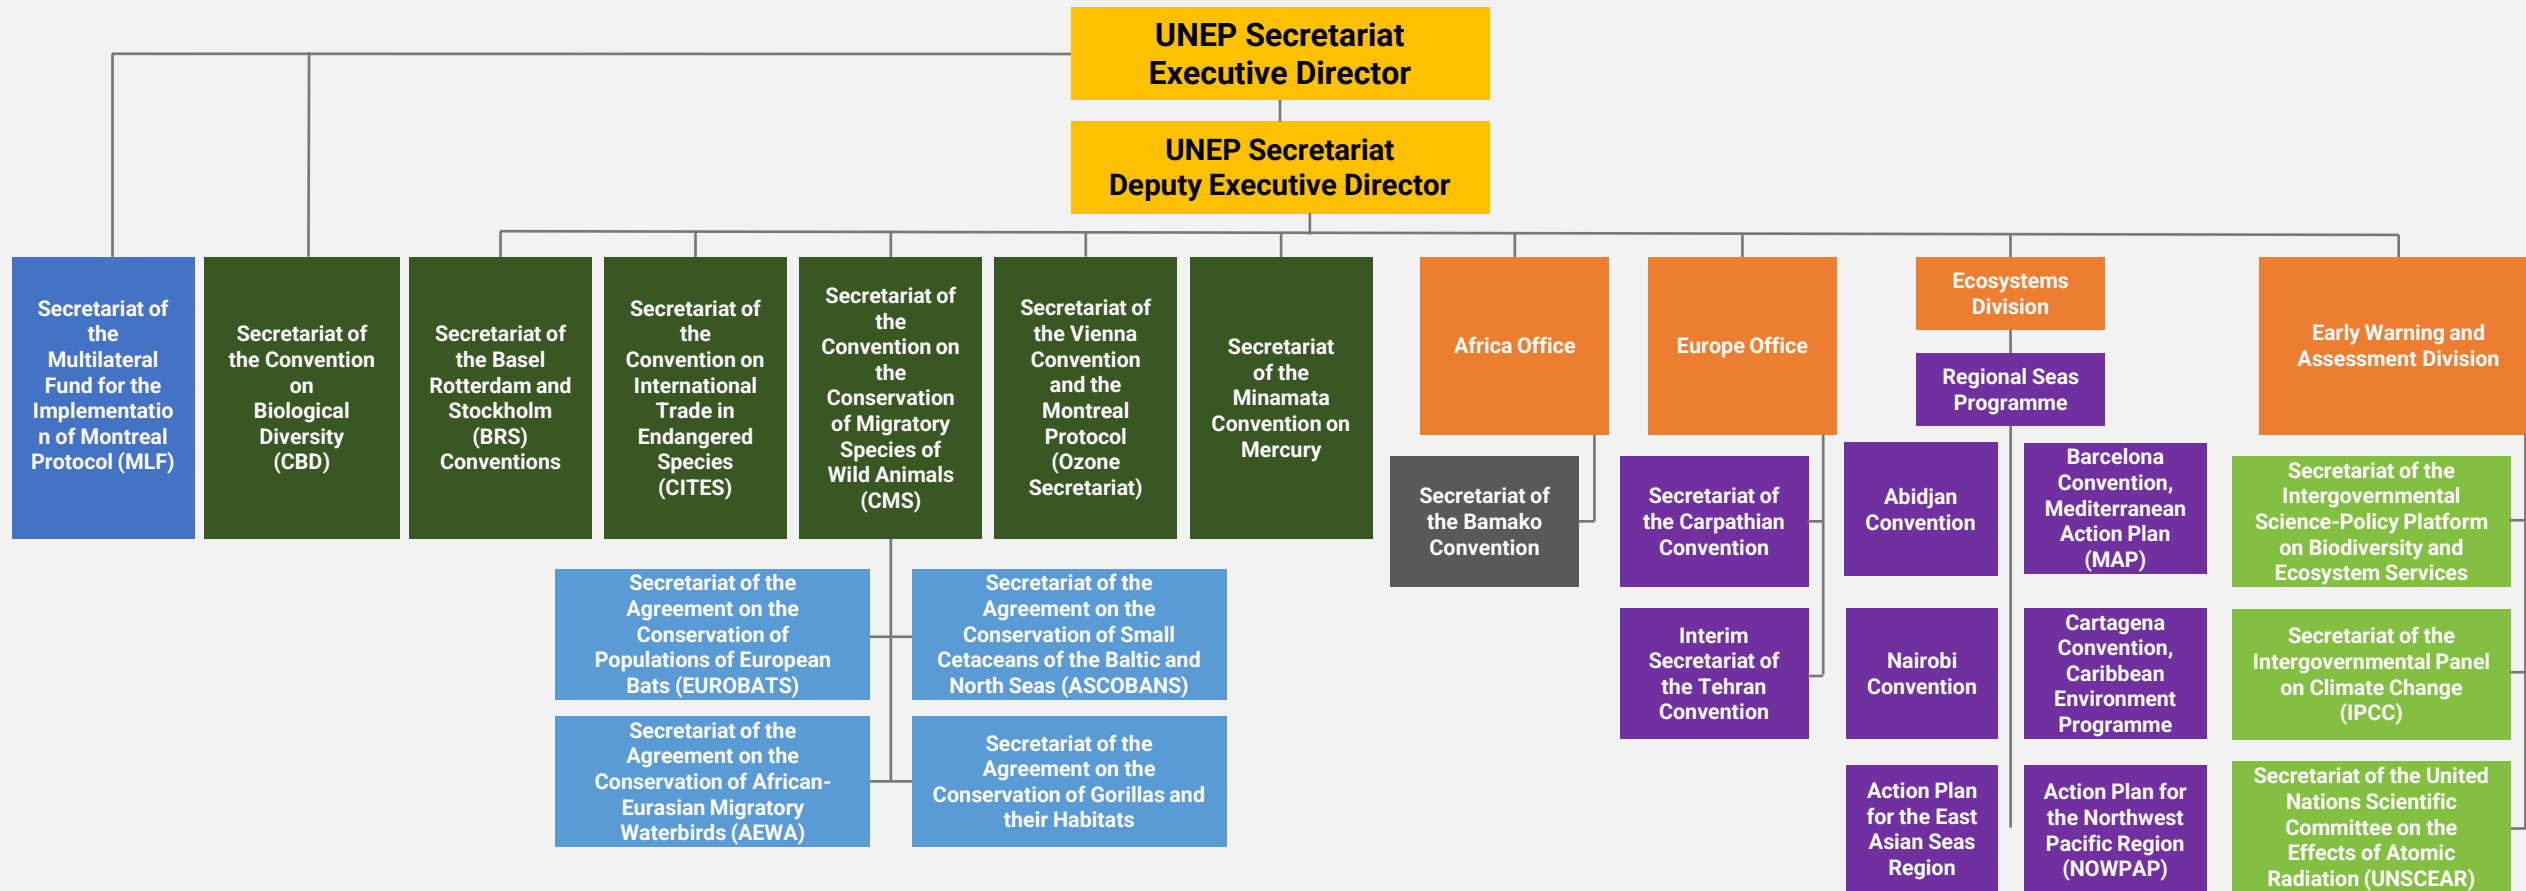 UNEP Secretariat
Executive Director
UNEP Secretariat
Deputy Executive Director
Secretariat of
the
Multilateral
Fund for the
Implementatio
n of Montreal
Protocol (MLF)
Secretariat of
the Convention
on
Biological
Diversity
(CBD)
Secretariat of
the Basel
Rotterdam and
Stockholm
(BRS)
Conventions
Secretariat of
the
Convention on
International
Trade in
Endangered
Species
(CITES)
Secretariat of
the
Convention on
the
Conservation
of Migratory
Species of
Wild Animals
(CMS)
Secretariat of
the Vienna
Convention
and the
Montreal
Protocol
(Ozone
Secretariat)
Secretariat
of the
Minamata
Convention on
Mercury
Africa Office
Europe Office
Ecosystems
Division
Regional Seas
Programme
Early Warning and
Assessment Division
Secretariat of the
Agreement on the
Conservation of
Populations of European
Bats (EUROBATS)
Secretariat of the
Agreement on the
Conservation of Small
Cetaceans of the Baltic and
North Seas (ASCOBANS)
Secretariat of the
Agreement on the
Conservation of African-
Eurasian Migratory
Waterbirds (AEWA)
Secretariat of the
Agreement on the
Conservation of Gorillas and
their Habitats
Secretariat of
the Bamako
Convention
Secretariat of
the Carpathian
Convention
Interim
Secretariat of
the Tehran
Convention
Abidjan
Convention
Barcelona
Convention,
Mediterranean
Action Plan
(MAP)
Nairobi
Convention
Cartagena
Convention,
Caribbean
Environment
Programme
Action Plan
for the East
Asian Seas
Region
Action Plan for
the Northwest
Pacific Region
(NOWPAP)
Secretariat of the
Intergovernmental
Science-Policy Platform
on Biodiversity and
Ecosystem Services
Secretariat of the
Intergovernmental Panel
on Climate Change
(IPCC)
Secretariat of the United
Nations Scientific
Committee on the
Effects of Atomic
Radiation (UNSCEAR)